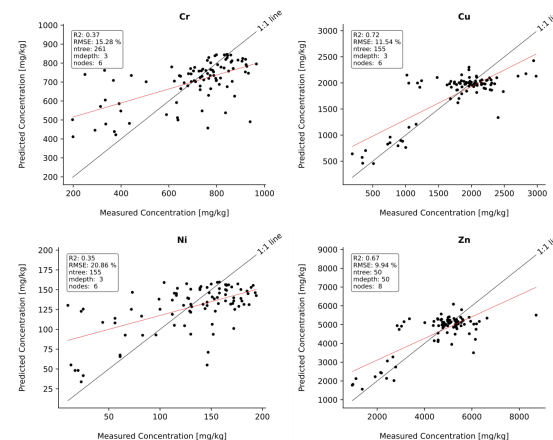 Cr
1000
900
800
700
600
500
400
300
200
R2: 0.37
RMSE: 15.28 %
ntree: 261
mdepth: 3
nodes: 6
1:1 line
Predicted Concentration [mg/kg]
200 400 600 800 1000
Measured Concentration [mg/kg]
Cu
3000
2500
2000
1500
1000
500
R2: 0.72
RMSE: 11.54 %
ntree: 155
mdepth: 3
nodes: 6
1:1 line
Predicted Concentration [mg/kg]
500 1000 1500 2000 2500 3000
Measured Concentration [mg/kg]
Ni
200
175
150
125
100
75
50
25
R2: 0.35
RMSE: 20.86 %
ntree: 155
mdepth: 3
nodes: 6
1:1 line
Predicted Concentration [mg/kg]
50 100 150 200
Measured Concentration [mg/kg]
Zn
9000
8000
7000
6000
5000
4000
3000
2000
1000
R2: 0.67
RMSE: 9.94 %
ntree: 50
mdepth: 50
nodes: 8
1:1 line
Predicted Concentration [mg/kg]
2000 4000 6000 8000
Measured Concentration [mg/kg]